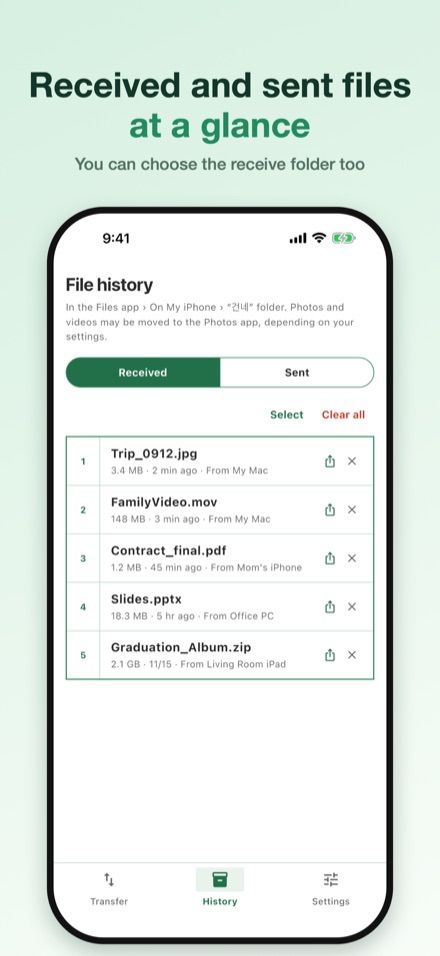 Received and sent files
at a glance
You can choose the receive folder too
9:41
File history
In the Files app › On My iPhone › "건네" folder. Photos and
videos may be moved to the Photos app, depending on your
settings.
Received
Sent
Select
Clear all
1
Trip_0912.jpg
3.4 MB · 2 min ago · From My Mac
2
FamilyVideo.mov
148 MB · 3 min ago · From My Mac
3
Contract_final.pdf
1.2 MB · 45 min ago · From Mom's iPhone
4
Slides.pptx
18.3 MB · 5 hr ago · From Office PC
5
Graduation_Album.zip
2.1 GB · 11/15 · From Living Room iPad
Transfer
History
Settings